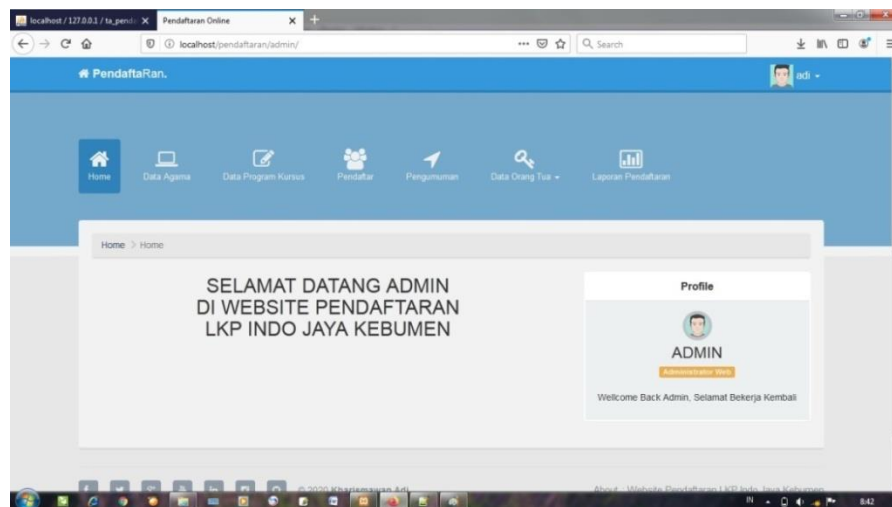 localhost / 127.0.0.1 / ta_penda
Pendaftaran Online
localhost/pendaftaran/admin/
Search
PendaftaRan.
adi
Home
Data Agama
Data Program Kursus
Pendaftar
Pengumuman
Data Orang Tua
Laporan Pendaftaran
Home > Home
SELAMAT DATANG ADMIN
DI WEBSITE PENDAFTARAN
LKP INDO JAYA KEBUMEN
Profile
ADMIN
Administrator Web
Wellcome Back Admin, Selamat Bekerja Kembali
© 2020 Kharismawan Adi
About : Website Pendaftaran LKP Indo Jaya Kebumen
IN
8:42